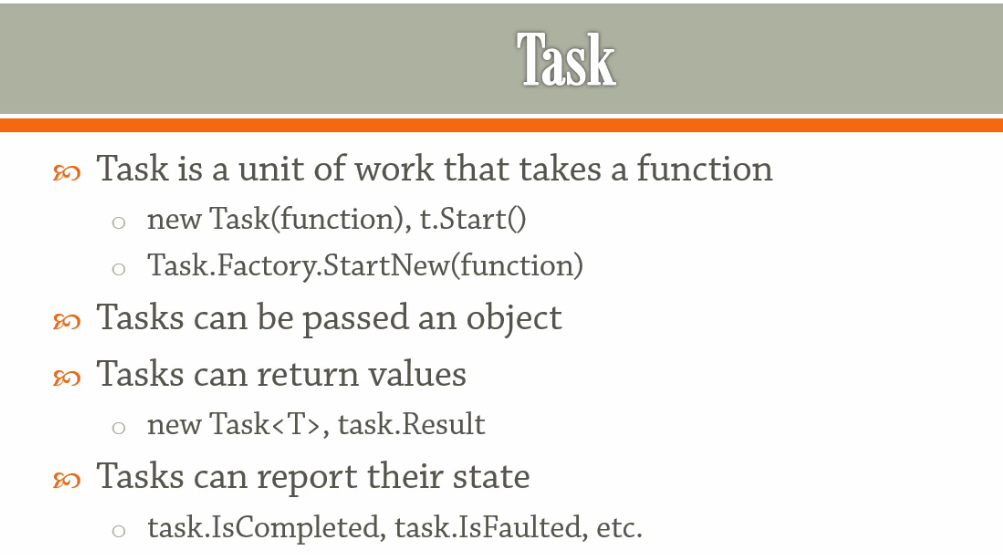 Task
Task is a unit of work that takes a function
new Task(function), t.Start()
Task.Factory.StartNew(function)
Tasks can be passed an object
Tasks can return values
new Task<T>, task.Result
Tasks can report their state
task.IsCompleted, task.IsFaulted, etc.